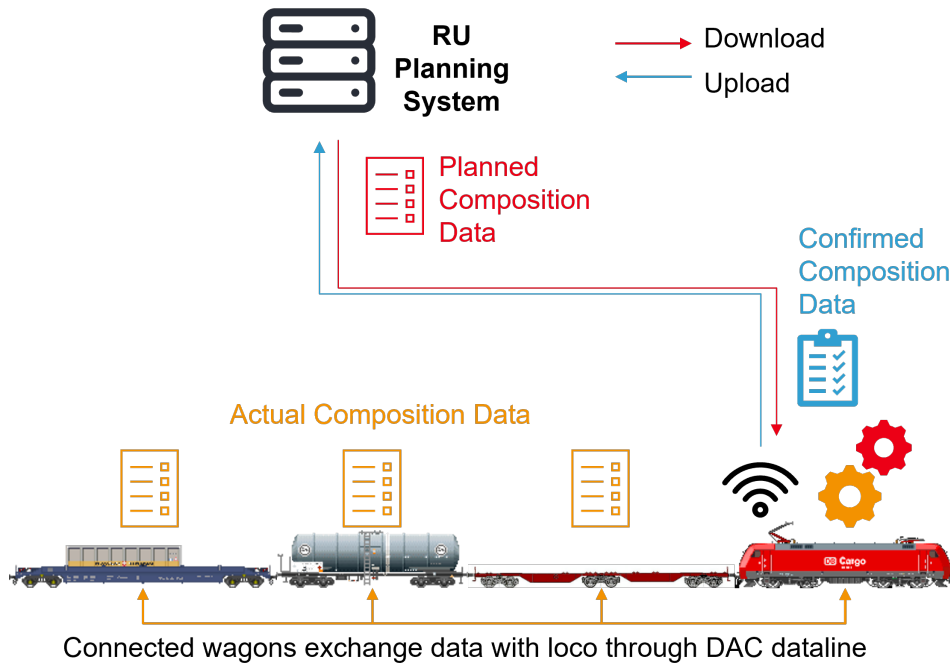 RU
Planning
System
Download
Upload
Planned
Composition
Data
Confirmed
Composition
Data
Actual Composition Data
DB Cargo
Connected wagons exchange data with loco through DAC dataline